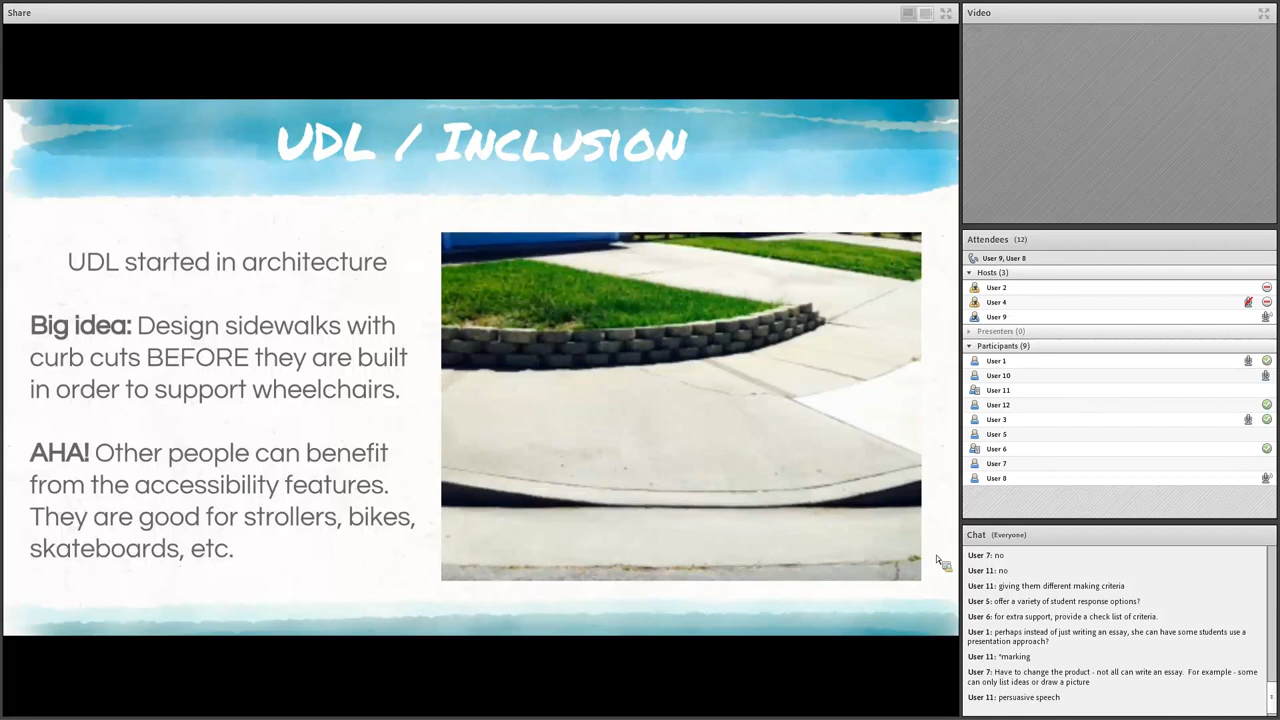 Share
UDL / Inclusion
UDL started in architecture
Big idea: Design sidewalks with
curb cuts BEFORE they are built
in order to support wheelchairs.
AHA! Other people can benefit
from the accessibility features.
They are good for strollers, bikes,
skateboards, etc.
Video
Attendees (12)
User 9, User 8
Hosts (3)
User 2
User 4
User 9
Presenters (0)
Participants (9)
User 1
User 10
User 11
User 12
User 3
User 5
User 6
User 7
User 8
Chat (Everyone)
User 7: no
User 11: no
User 11: giving them different making criteria
User 5: offer a variety of student response options?
User 6: for extra support, provide a check list of criteria.
User 1: perhaps instead of just writing an essay, she can have some students use a
presentation approach?
User 11: *marking
User 7: Have to change the product - not all can write an essay. For example - some
can only list ideas or draw a picture
User 11: persuasive speech